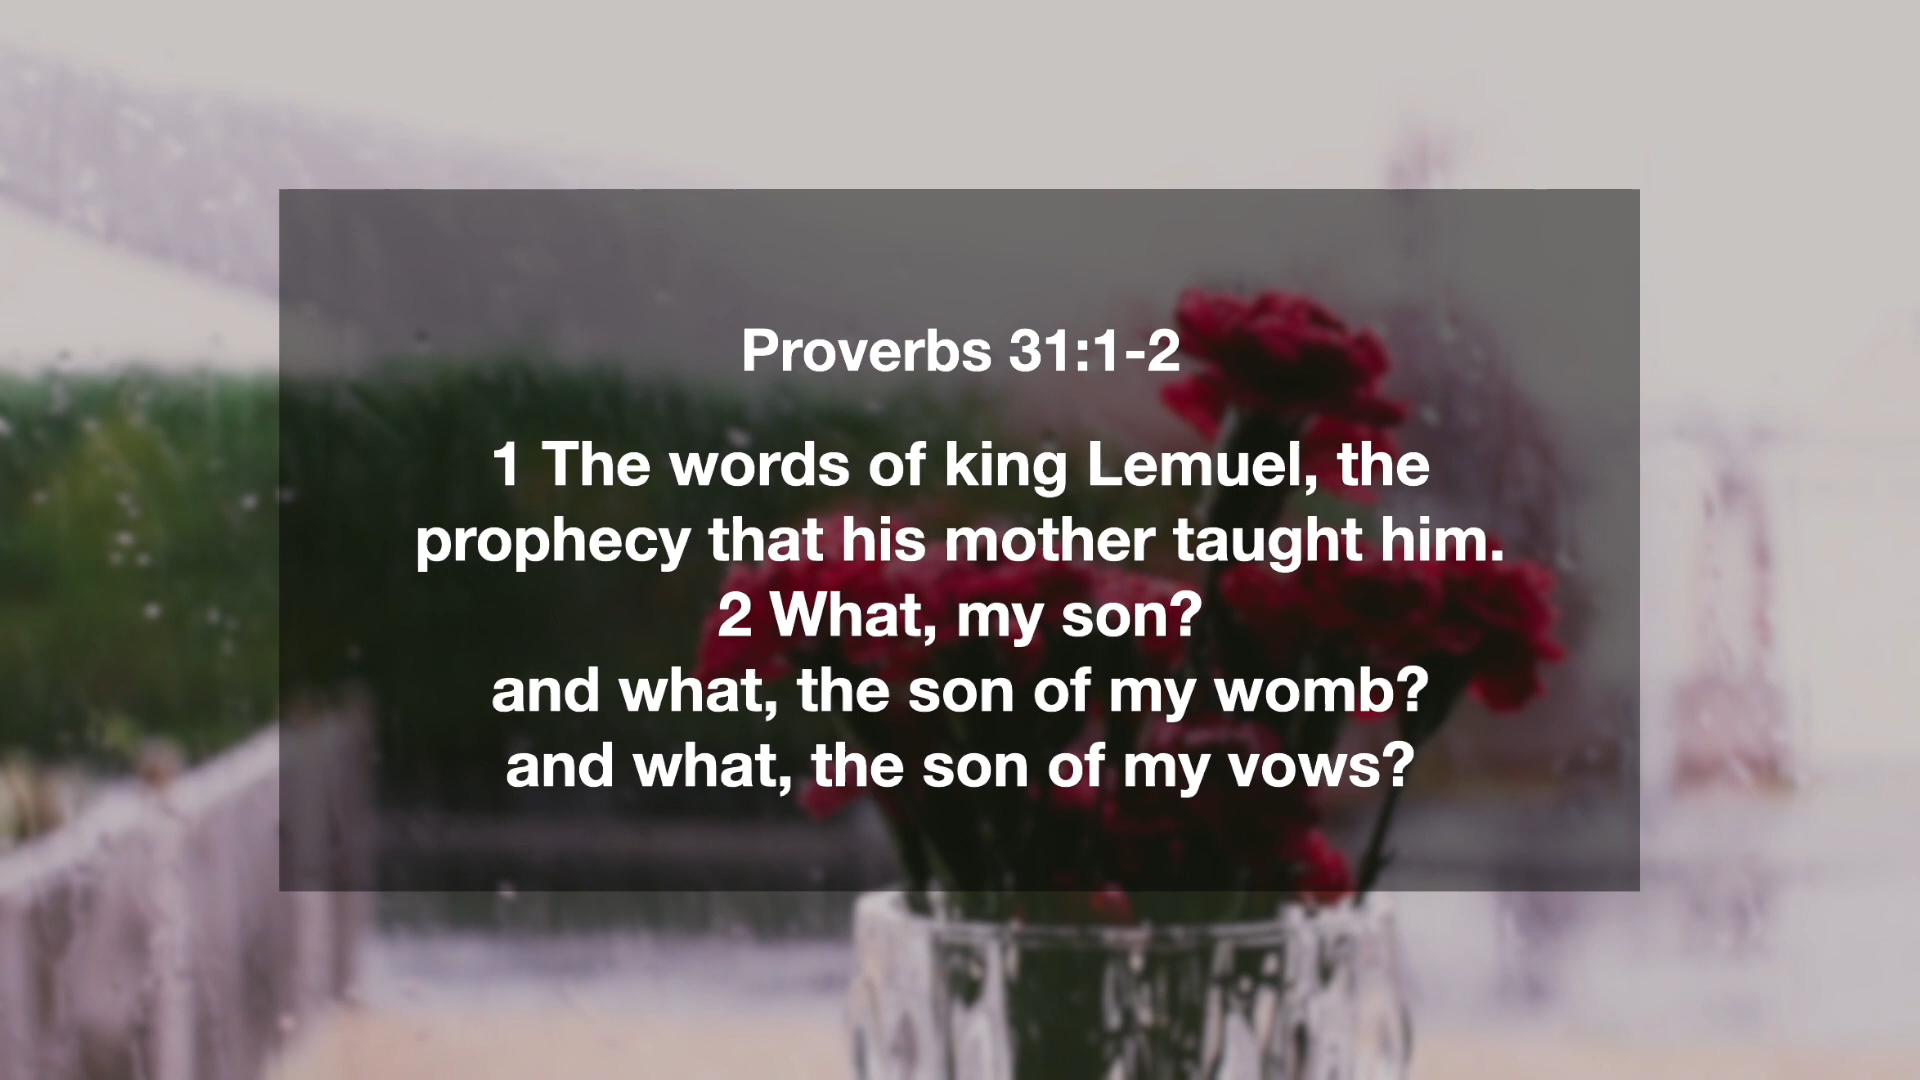 Proverbs 31:1-2
1 The words of king Lemuel, the
prophecy that his mother taught him.
2 What, my son?
and what, the son of my womb?
and what, the son of my vows?